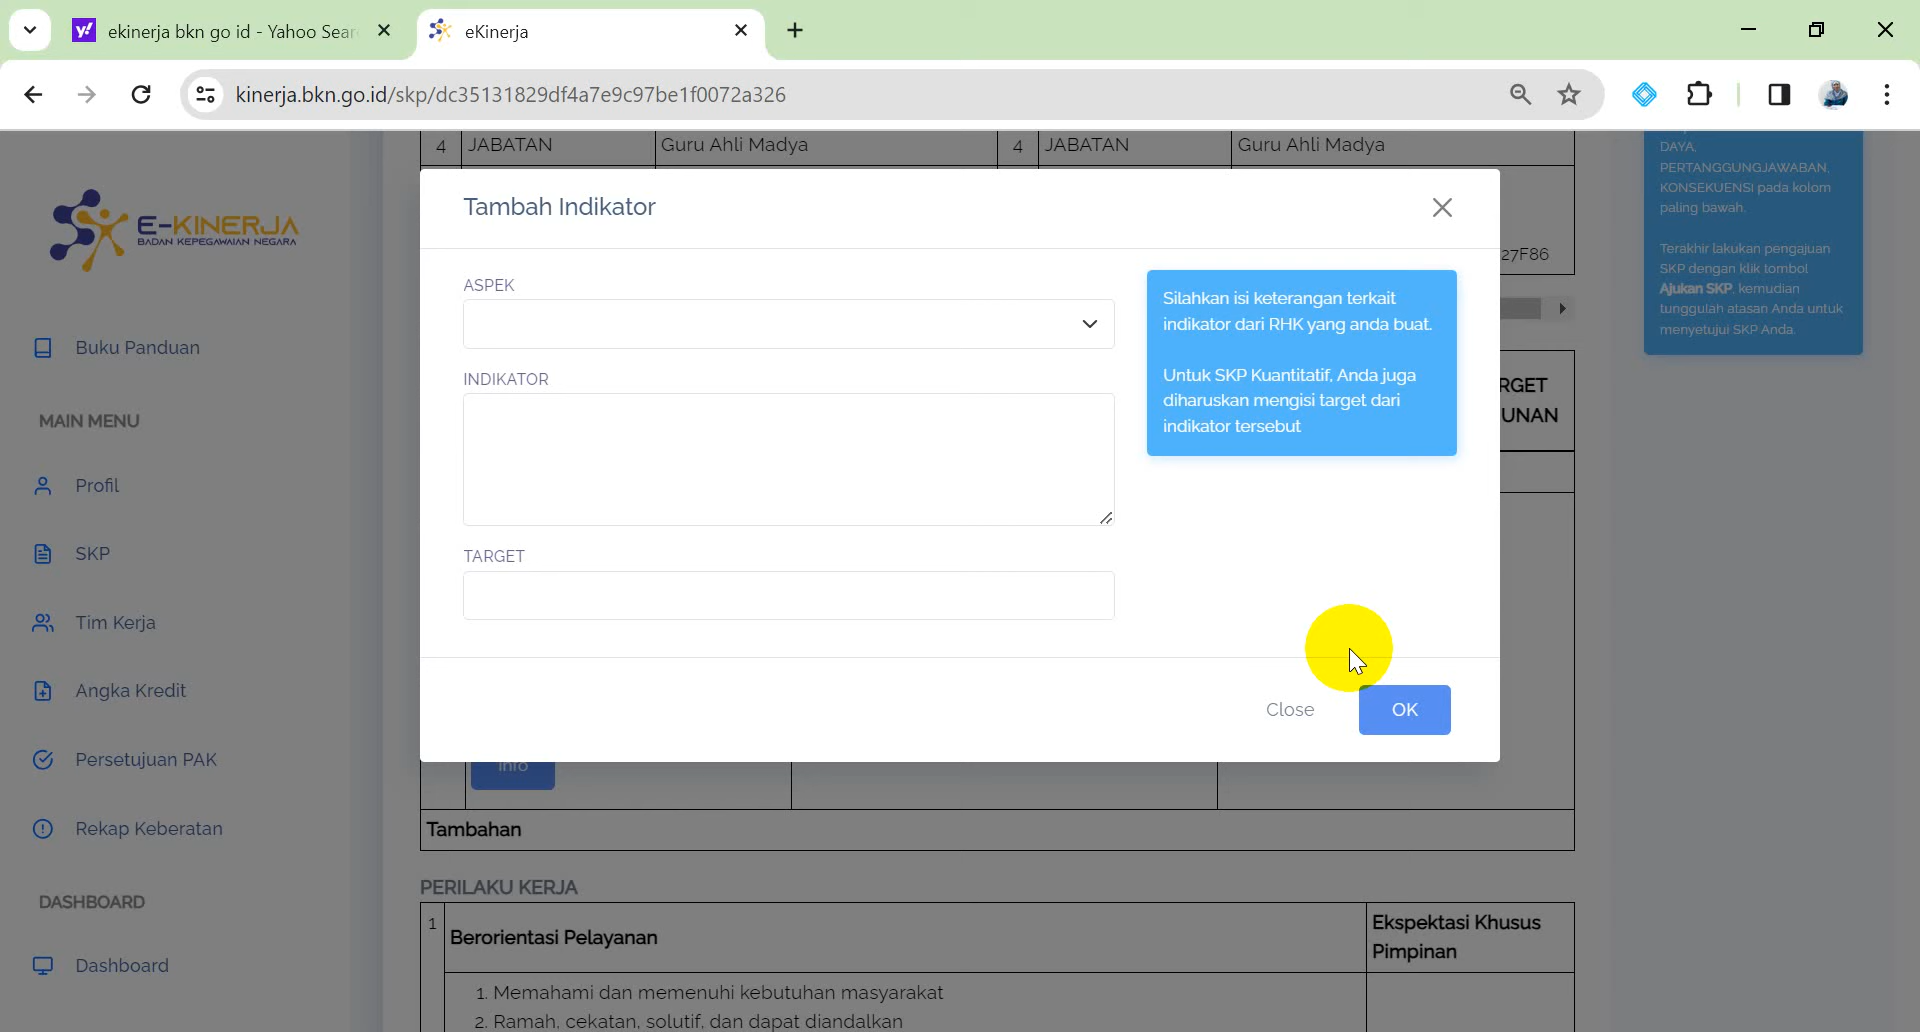 ekinerja bkn go id - Yahoo Sear
eKinerja
kinerja.bkn.go.id/skp/dc35131829df4a7e9c97be1f0072a326
E-KINERJA
BADAN KEPEGAWAIAN NEGARA
Buku Panduan
MAIN MENU
Profil
SKP
Tim Kerja
Angka Kredit
Persetujuan PAK
Rekap Keberatan
DASHBOARD
Dashboard
4 JABATAN Guru Ahli Madya 4 JABATAN Guru Ahli Madya
27F86
Tambah Indikator
ASPEK
INDIKATOR
TARGET
Silahkan isi keterangan terkait
indikator dari RHK yang anda buat.
Untuk SKP Kuantitatif, Anda juga
diharuskan mengisi target dari
indikator tersebut
Close
OK
RGET
UNAN
Info
Tambahan
PERILAKU KERJA
1 Berorientasi Pelayanan
Ekspektasi Khusus
Pimpinan
1. Memahami dan memenuhi kebutuhan masyarakat
2. Ramah, cekatan, solutif, dan dapat diandalkan
DAYA,
PERTANGGUNGJAWABAN,
KONSEKUENSI pada kolom
paling bawah.
Terakhir lakukan pengajuan
SKP dengan klik tombol
Ajukan SKP, kemudian
tunggulah atasan Anda untuk
menyetujui SKP Anda.